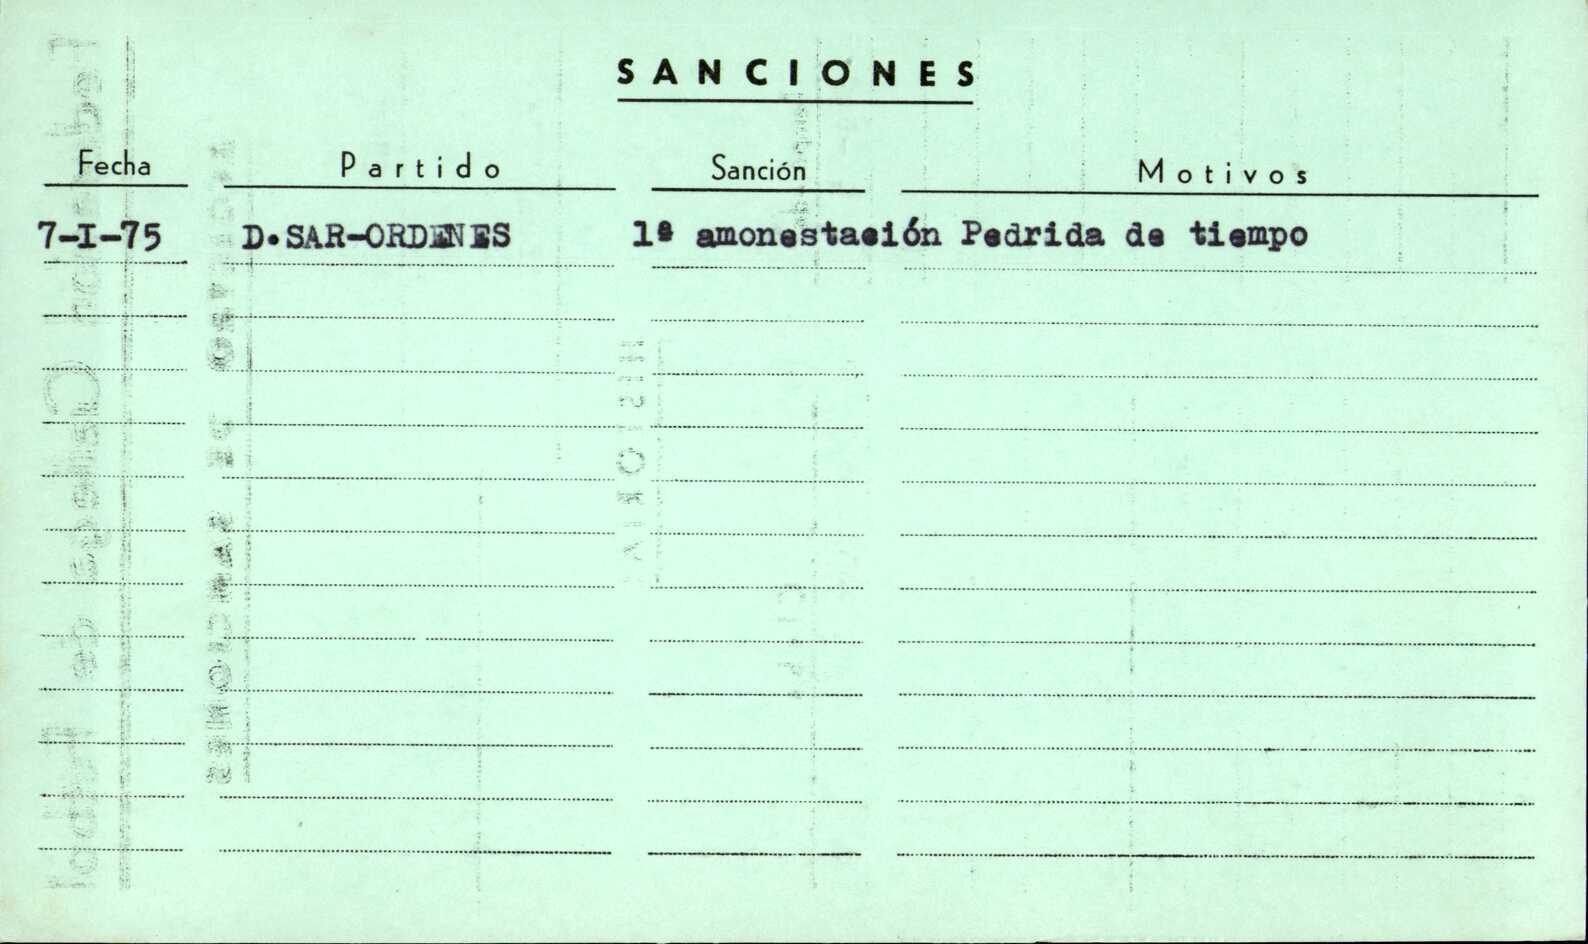 SANCIONES
Fecha Partido Sanción Motivos
7-I-75 D.SAR-ORDENES 1ª amonestación Pedrida de tiempo